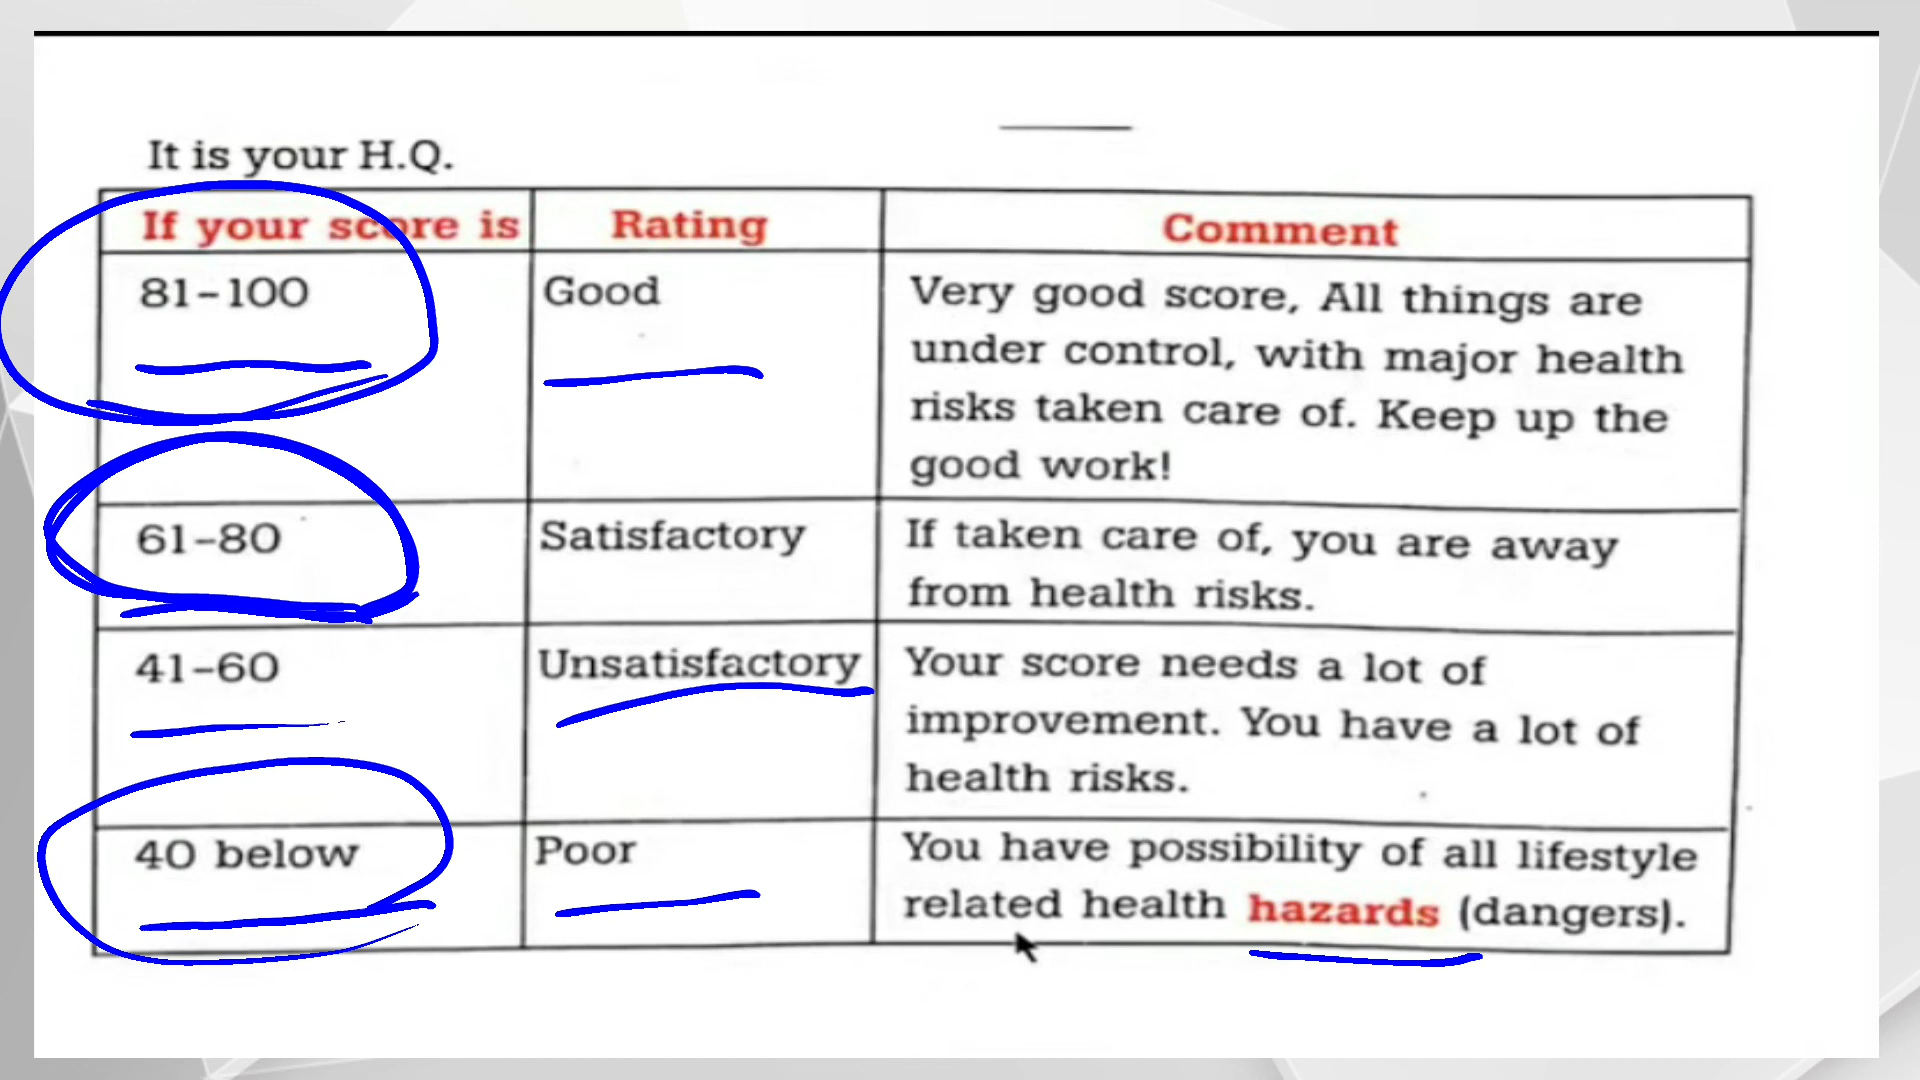 It is your H.Q.
If your score is Rating Comment
81–100 Good Very good score, All things are
under control, with major health
risks taken care of. Keep up the
good work!
61–80 Satisfactory If taken care of, you are away
from health risks.
41–60 Unsatisfactory Your score needs a lot of
improvement. You have a lot of
health risks.
40 below Poor You have possibility of all lifestyle
related health hazards (dangers).